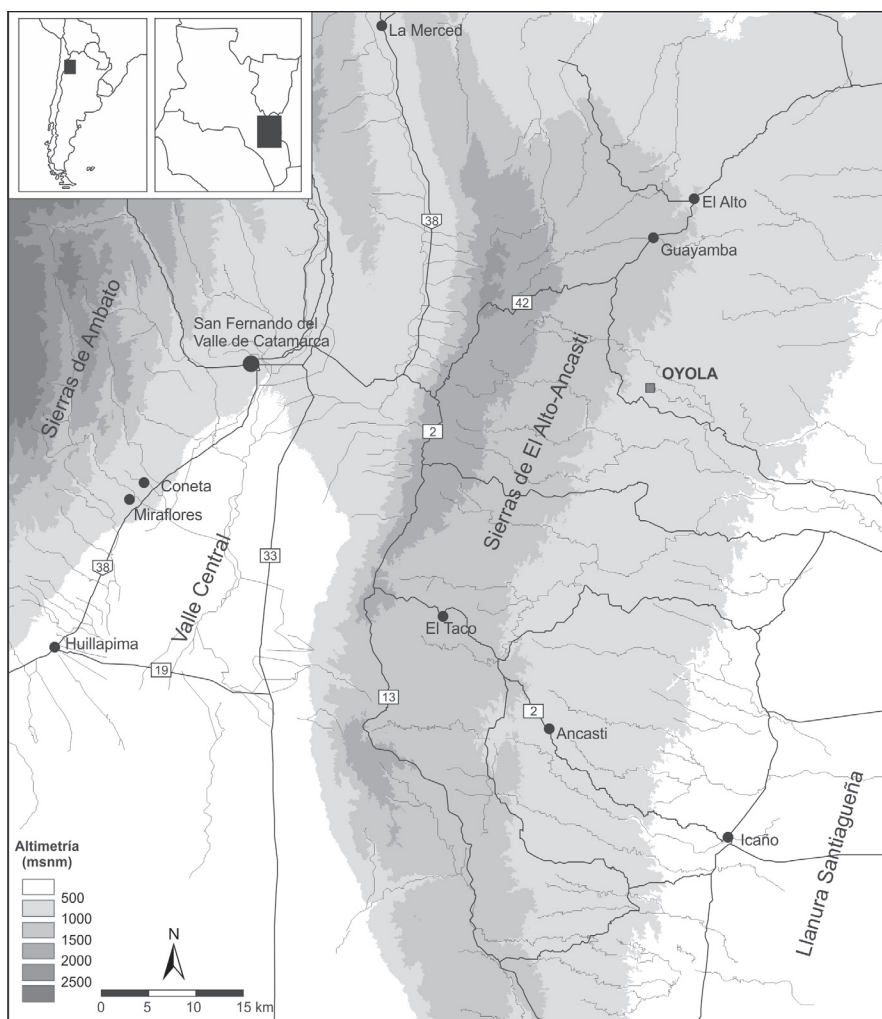 La Merced
El Alto
38
Guayamba
42
Sierras de Ambato
San Fernando del
Valle de Catamarca
OYOLA
2
Sierras de El Alto-Ancasti
Coneta
Miraflores
33
38
Valle Central
El Taco
Huillapima
19
13
2
Ancasti
Icaño
Llanura Santiagueña
Altimetría
(msnm)
500
1000
1500
2000
2500
N
0 5 10 15 km